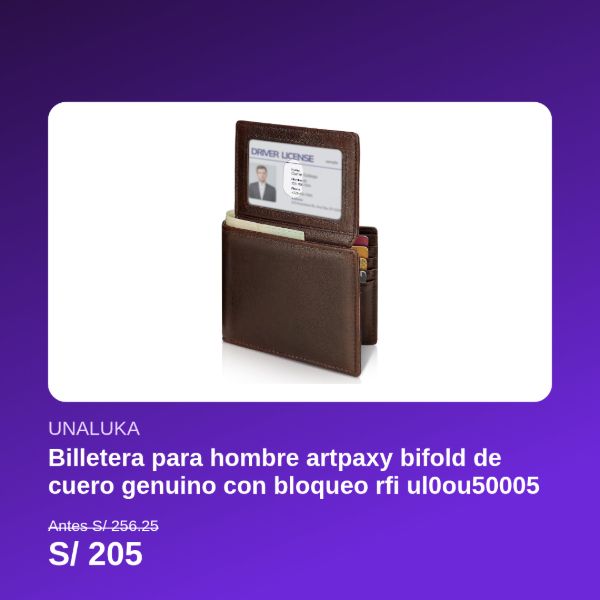 DRIVER LICENSE
UNALUKA
Billetera para hombre artpaxy bifold de
cuero genuino con bloqueo rfi ul0ou50005
Antes S/ 256.25
S/ 205